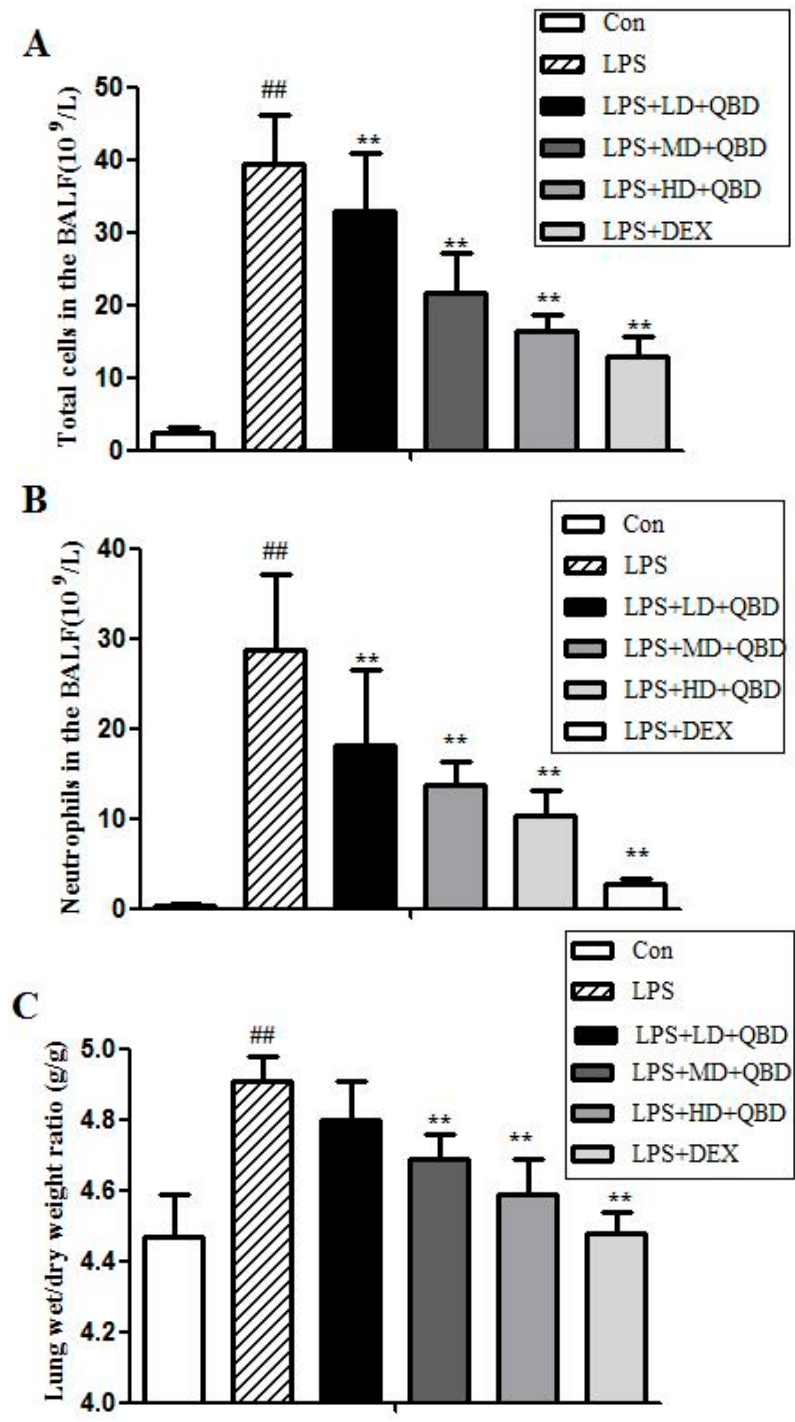 A
Con
LPS
LPS+LD+QBD
LPS+MD+QBD
LPS+HD+QBD
LPS+DEX
Total cells in the BALF(10⁹/L)
50
40
30
20
10
0
##
**
**
**
**
B
Con
LPS
LPS+LD+QBD
LPS+MD+QBD
LPS+HD+QBD
LPS+DEX
Neutrophils in the BALF(10⁹/L)
40
30
20
10
0
##
**
**
**
**
C
Con
LPS
LPS+LD+QBD
LPS+MD+QBD
LPS+HD+QBD
LPS+DEX
Lung wet/dry weight ratio (g/g)
5.0
4.8
4.6
4.4
4.2
4.0
##
**
**
**